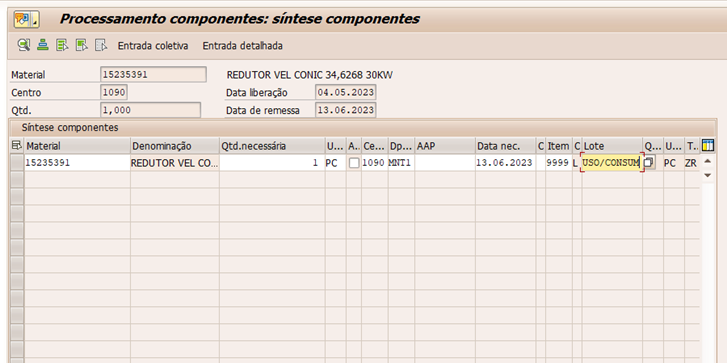 Processamento componentes: síntese componentes
Entrada coletiva Entrada detalhada
Material 15235391 REDUTOR VEL CONIC 34,6268 30KW
Centro 1090 Data liberação 04.05.2023
Qtd. 1,000 Data de remessa 13.06.2023
Síntese componentes
Material Denominação Qtd.necessária U... A.. Ce... Dp... AAP Data nec. C Item C Lote Q... U... T...
15235391 REDUTOR VEL CO... 1 PC 1090 MNT1 13.06.2023 9999 L USO/CONSUM PC ZR